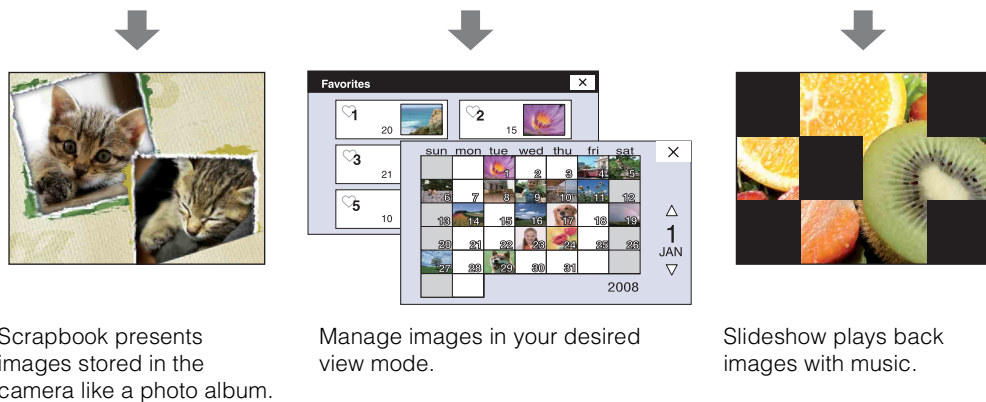 Favorites
1
20
2
15
3
21
5
10
sun mon tue wed thu fri sat
1 2 3 4 5
6 7 8 9 10 11 12
13 14 15 16 17 18 19
20 21 22 23 24 25 26
27 28 29 30 31
1
JAN
2008
Scrapbook presents
images stored in the
camera like a photo album.
Manage images in your desired
view mode.
Slideshow plays back
images with music.